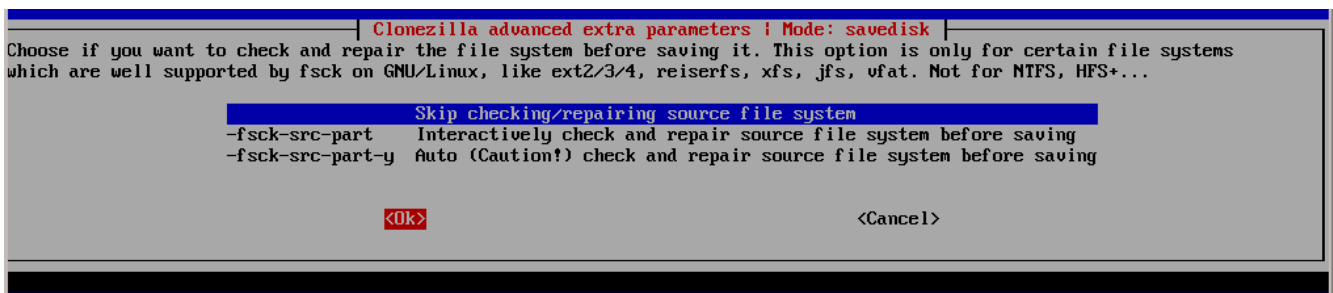 Clonezilla advanced extra parameters | Mode: savedisk
Choose if you want to check and repair the file system before saving it. This option is only for certain file systems
which are well supported by fsck on GNU/Linux, like ext2/3/4, reiserfs, xfs, jfs, vfat. Not for NTFS, HFS+...
Skip checking/repairing source file system
-fsck-src-part Interactively check and repair source file system before saving
-fsck-src-part-y Auto (Caution!) check and repair source file system before saving
<Ok> <Cancel>